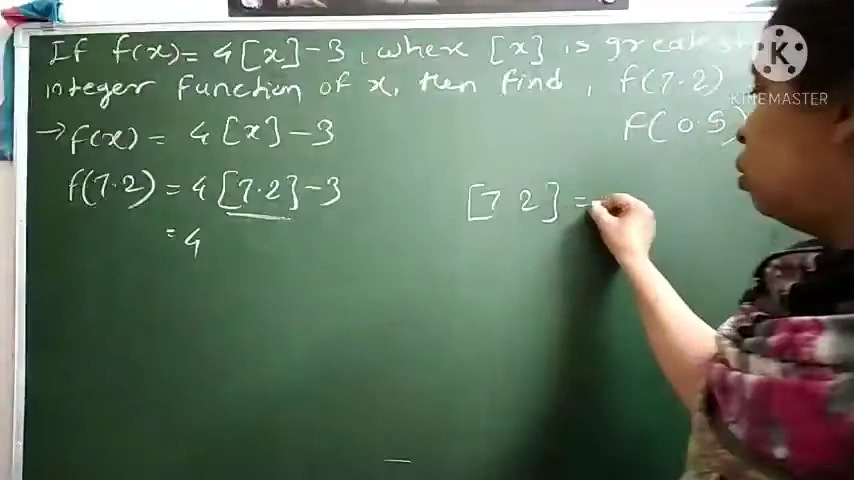 If f(x) = 4[x]-3, where [x] is
integer function of x, then find, f(7.2)
f(0.5)
→ f(x) = 4[x]-3
f(7.2) = 4[7.2]-3
[7 2] =
= 4
KINEMASTER